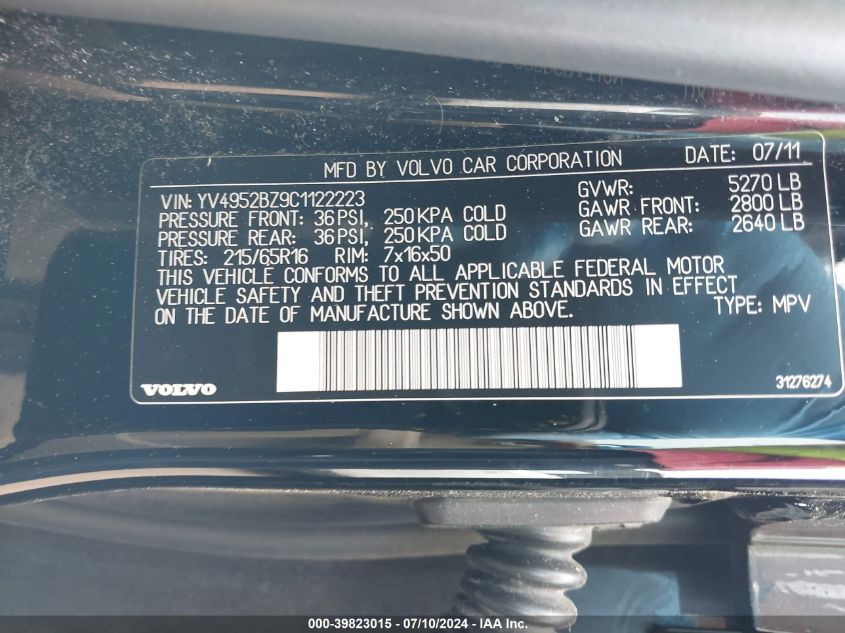 MFD BY VOLVO CAR CORPORATION DATE: 07/11
VIN: YV4952BZ9C1122223 GVWR: 5270 LB
PRESSURE FRONT: 36 PSI, 250 KPA COLD GAWR FRONT: 2800 LB
PRESSURE REAR: 36 PSI, 250 KPA COLD GAWR REAR: 2640 LB
TIRES: 215/65R16 RIM: 7x16x50
THIS VEHICLE CONFORMS TO ALL APPLICABLE FEDERAL MOTOR
VEHICLE SAFETY AND THEFT PREVENTION STANDARDS IN EFFECT
ON THE DATE OF MANUFACTURE SHOWN ABOVE. TYPE: MPV
VOLVO 31276274
000-39823015 - 07/10/2024 - IAA Inc.